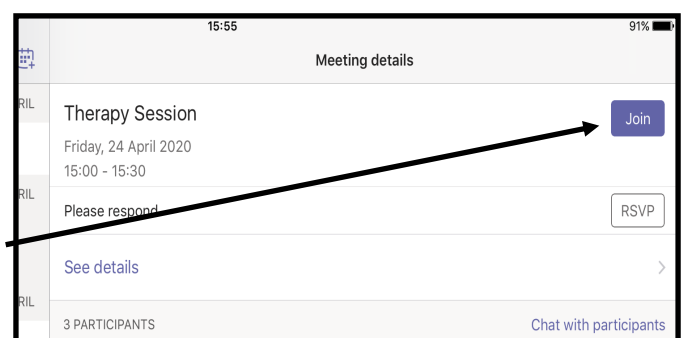 15:55 91%
Meeting details
RIL
Therapy Session
Join
Friday, 24 April 2020
15:00 - 15:30
RIL
Please respond
RSVP
See details
RIL
3 PARTICIPANTS
Chat with participants